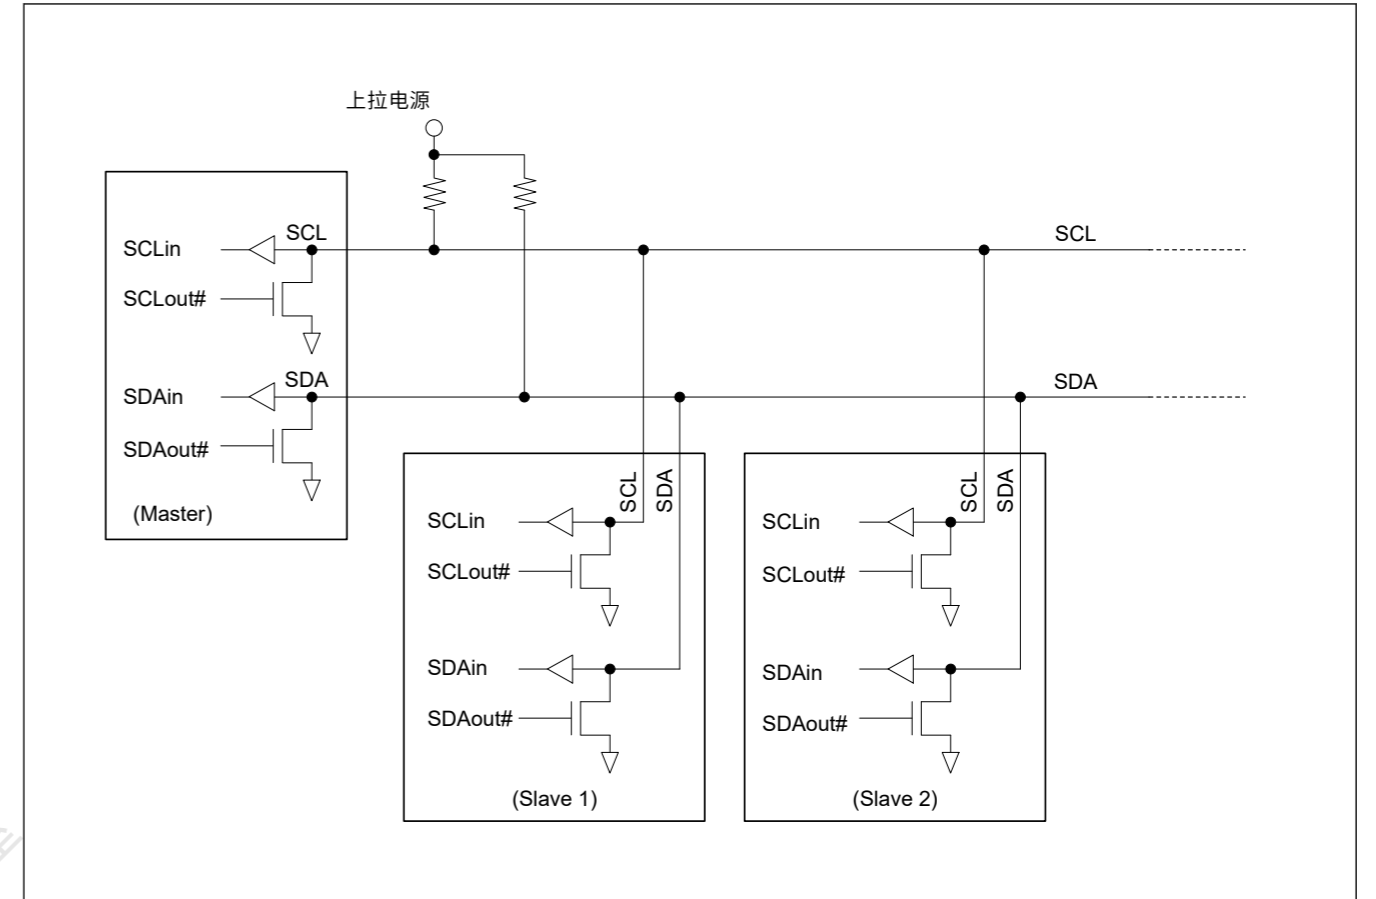 上拉电源
SCL
SCLin
SCLout#
SDA
SDAin
SDAout#
(Master)
SCL
SDA
SCL
SDA
SCLin
SCLout#
SDAin
SDAout#
(Slave 1)
SCL
SDA
SCLin
SCLout#
SDAin
SDAout#
(Slave 2)